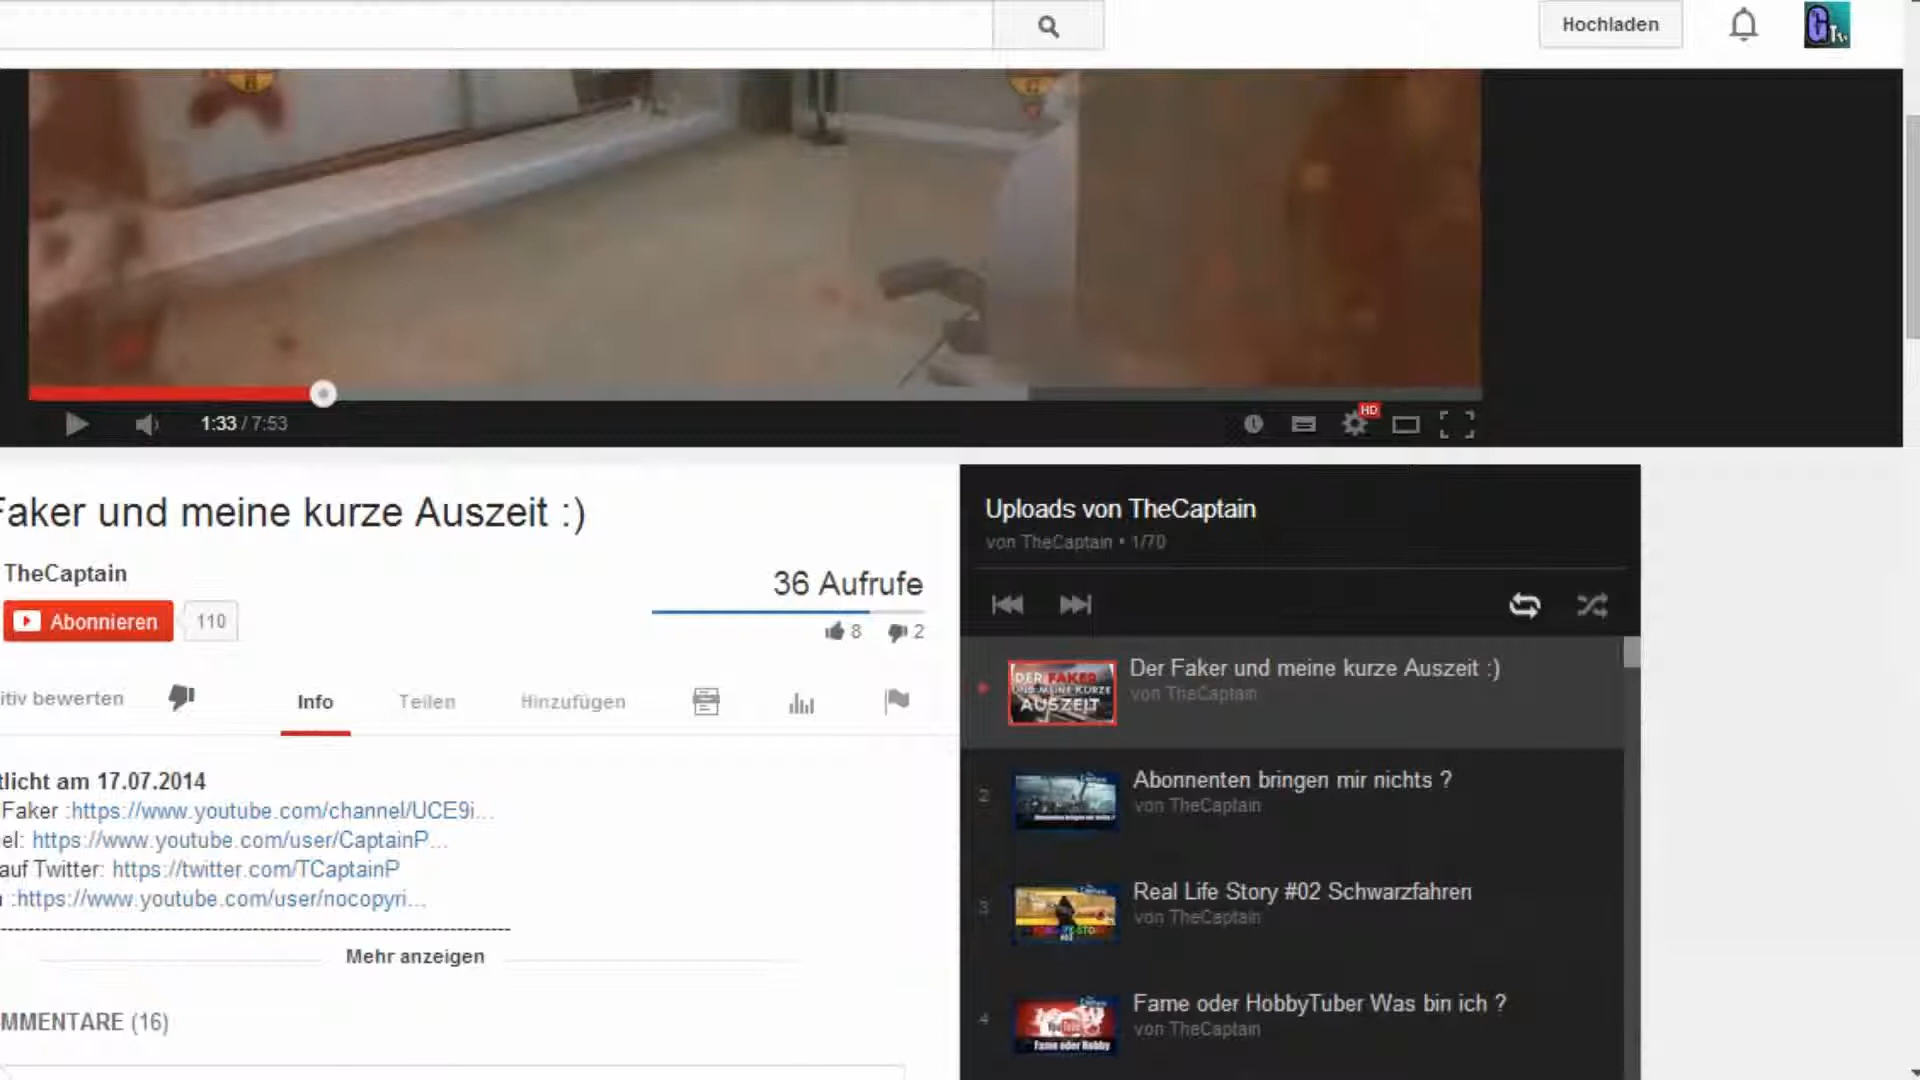 Hochladen
HD
1:33 / 7:53
Faker und meine kurze Auszeit :)
TheCaptain
Abonnieren
110
36 Aufrufe
8
2
itiv bewerten
Info
Teilen
Hinzufügen
tlicht am 17.07.2014
Faker :https://www.youtube.com/channel/UCE9i...
el: https://www.youtube.com/user/CaptainP...
auf Twitter: https://twitter.com/TCaptainP
:https://www.youtube.com/user/nocopyri...
Mehr anzeigen
MMENTARE (16)
Uploads von TheCaptain
von TheCaptain • 1/70
DER FAKER
UND MEINE KURZE
AUSZEIT
Der Faker und meine kurze Auszeit :)
von TheCaptain
2
Abonnenten bringen mir nichts ?
von TheCaptain
3
Real Life Story #02 Schwarzfahren
von TheCaptain
4
YouTube
Fame oder Hobby
Fame oder HobbyTuber Was bin ich ?
von TheCaptain